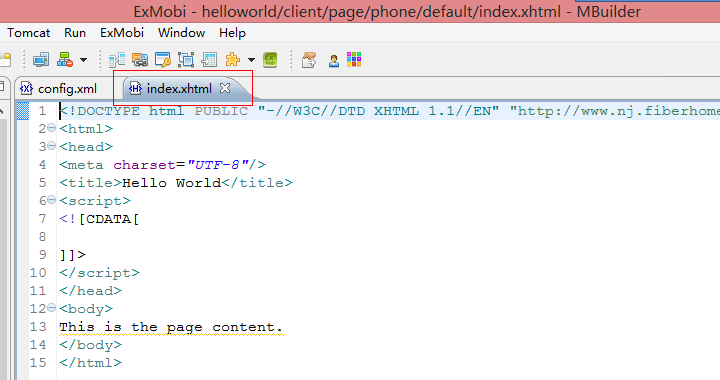 ExMobi - helloworld/client/page/phone/default/index.xhtml - MBuilder
Tomcat Run ExMobi Window Help
config.xml index.xhtml
1 <!DOCTYPE html PUBLIC "-//W3C//DTD XHTML 1.1//EN" "http://www.nj.fiberhome
2 <html>
3 <head>
4 <meta charset="UTF-8"/>
5 <title>Hello World</title>
6 <script>
7 <![CDATA[
8
9 ]]>
10 </script>
11 </head>
12 <body>
13 This is the page content.
14 </body>
15 </html>